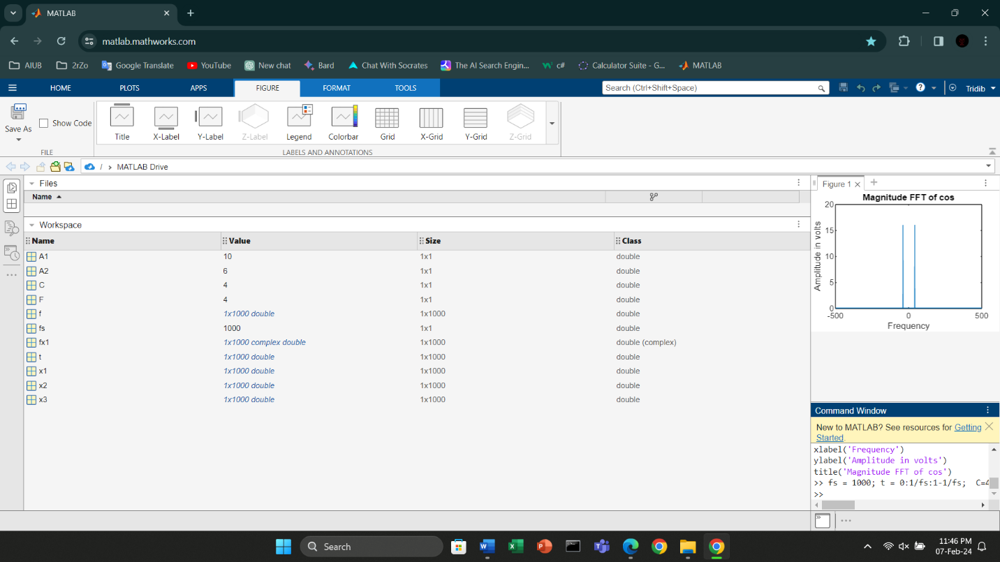 MATLAB
matlab.mathworks.com
AIUB 2rZo Google Translate YouTube New chat Bard Chat With Socrates The AI Search Engin... c# Calculator Suite - G... MATLAB
HOME PLOTS APPS FIGURE FORMAT TOOLS Search (Ctrl+Shift+Space) Tridib
Save As Show Code
Title X-Label Y-Label Z-Label Legend Colorbar Grid X-Grid Y-Grid Z-Grid
FILE LABELS AND ANNOTATIONS
/ > MATLAB Drive
Files
Name
Workspace
Name Value Size Class
A1 10 1x1 double
A2 6 1x1 double
C 4 1x1 double
F 4 1x1 double
f 1x1000 double 1x1000 double
fs 1000 1x1 double
fx1 1x1000 complex double 1x1000 double (complex)
t 1x1000 double 1x1000 double
x1 1x1000 double 1x1000 double
x2 1x1000 double 1x1000 double
x3 1x1000 double 1x1000 double
Figure 1
Magnitude FFT of cos
20
15
10
5
0
Amplitude in volts
-500 0 500
Frequency
Command Window
New to MATLAB? See resources for Getting
Started.
xlabel('Frequency')
ylabel('Amplitude in volts')
title('Magnitude FFT of cos')
>> fs = 1000; t = 0:1/fs:1-1/fs; C=4
>>
Search
11:46 PM
07-Feb-24